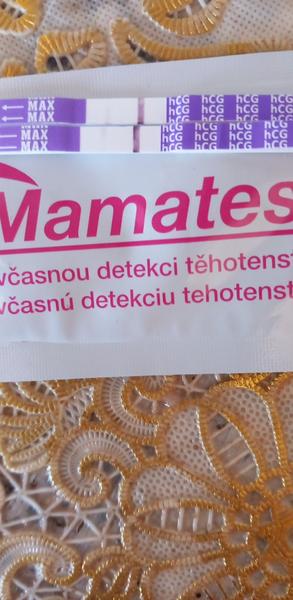 MAX hCG hCG hCG hCG
MAX hCG hCG hCG hCG
MAX hCG hCG hCG hCG
MAX hCG hCG hCG hCG
Mamates
včasnou detekci těhotenst
včasnú detekciu tehotenst